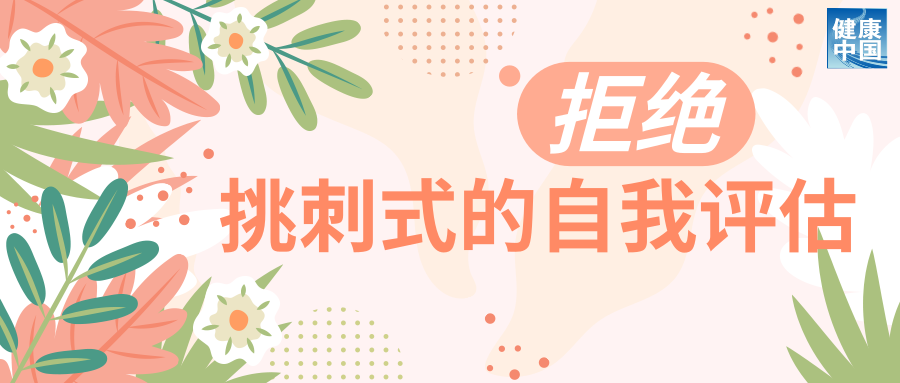 健康
中国
拒绝
挑刺式的自我评估